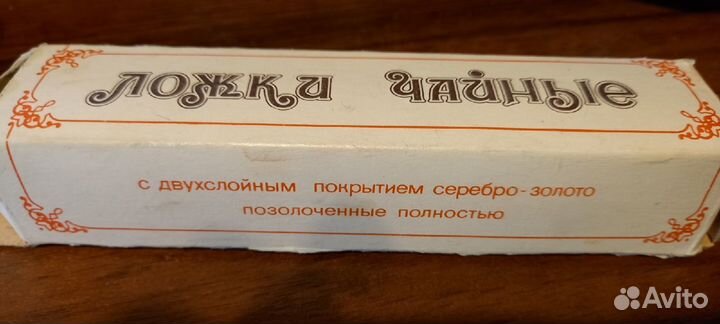 ЛОЖКИ ЧАЙНЫЕ
с двухслойным покрытием серебро-золото
позолоченные полностью
Avito